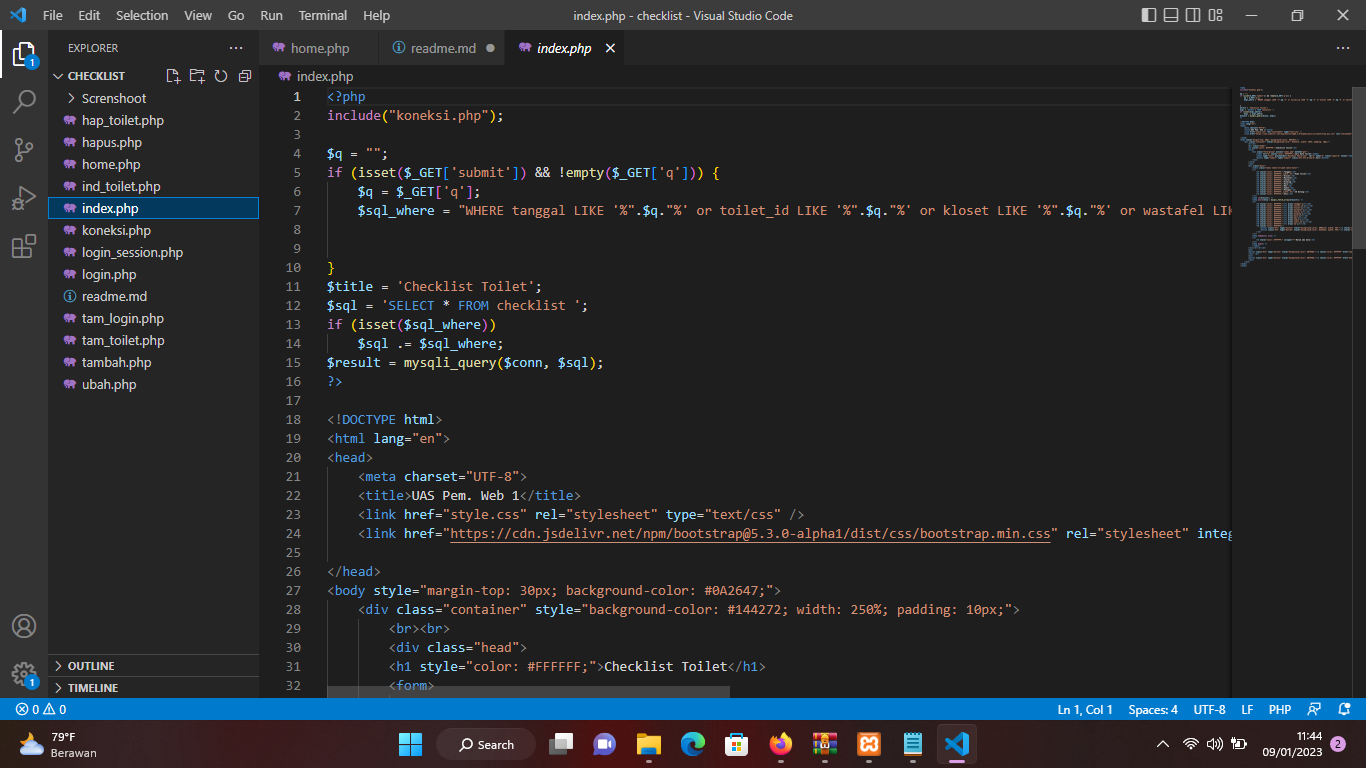 File Edit Selection View Go Run Terminal Help
index.php - checklist - Visual Studio Code
EXPLORER
CHECKLIST
Screnshoot
hap_toilet.php
hapus.php
home.php
ind_toilet.php
index.php
koneksi.php
login_session.php
login.php
readme.md
tam_login.php
tam_toilet.php
tambah.php
ubah.php
OUTLINE
TIMELINE
1
1
home.php
readme.md
index.php
index.php
1 <?php
2 include("koneksi.php");
3
4 $q = "";
5 if (isset($_GET['submit']) && !empty($_GET['q'])) {
6 $q = $_GET['q'];
7 $sql_where = "WHERE tanggal LIKE '%".$q."%' or toilet_id LIKE '%".$q."%' or kloset LIKE '%".$q."%' or wastafel LI
8
9
10 }
11 $title = 'Checklist Toilet';
12 $sql = 'SELECT * FROM checklist ';
13 if (isset($sql_where))
14 $sql .= $sql_where;
15 $result = mysqli_query($conn, $sql);
16 ?>
17
18 <!DOCTYPE html>
19 <html lang="en">
20 <head>
21 <meta charset="UTF-8">
22 <title>UAS Pem. Web 1</title>
23 <link href="style.css" rel="stylesheet" type="text/css" />
24 <link href="https://cdn.jsdelivr.net/npm/bootstrap@5.3.0-alpha1/dist/css/bootstrap.min.css" rel="stylesheet" integ
25
26 </head>
27 <body style="margin-top: 30px; background-color: #0A2647;">
28 <div class="container" style="background-color: #144272; width: 250%; padding: 10px;">
29 <br><br>
30 <div class="head">
31 <h1 style="color: #FFFFFF;">Checklist Toilet</h1>
32 <form>
0 0
Ln 1, Col 1 Spaces: 4 UTF-8 LF PHP
79°F
Berawan
Search
11:44
09/01/2023
2